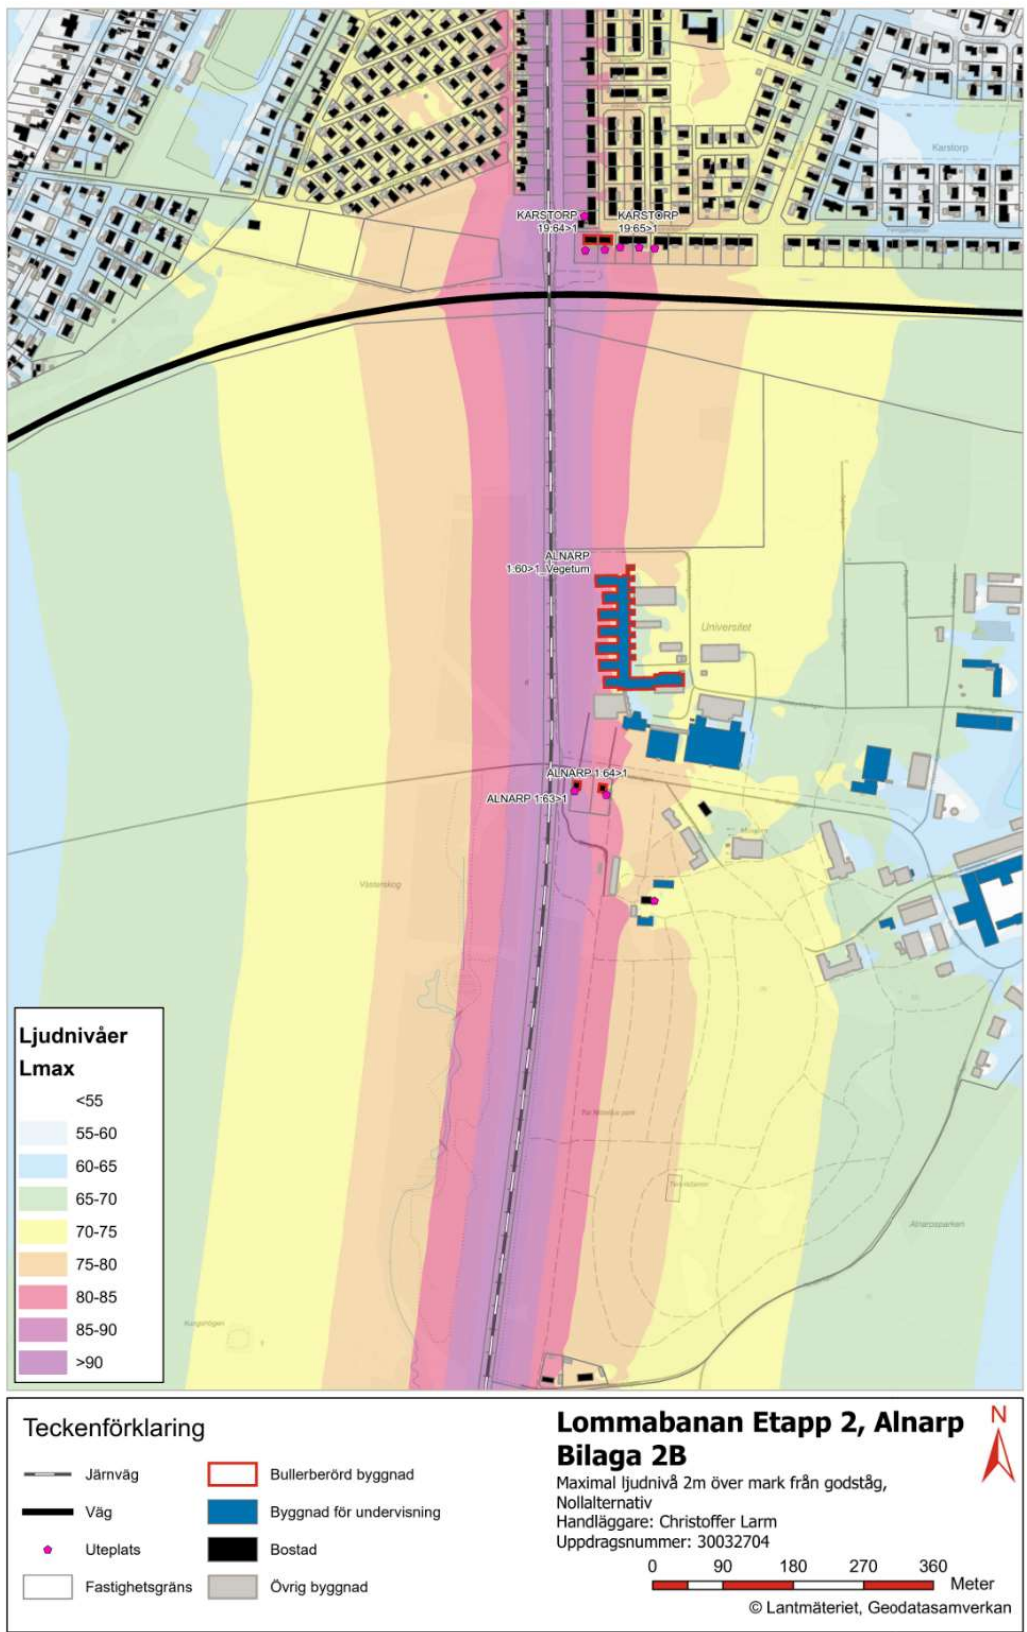 Karstorp
KARSTORP
19:64>1
KARSTORP
19:65>1
ALNARP
1:60>1_Vegetum
Universitet
ALNARP 1:64>1
ALNARP 1:63>1
Västerskog
Kungshögen
Alnarpsparken
Ljudnivåer
Lmax
<55
55-60
60-65
65-70
70-75
75-80
80-85
85-90
>90
Teckenförklaring
Järnväg
Väg
Uteplats
Fastighetsgräns
Bullerberörd byggnad
Byggnad för undervisning
Bostad
Övrig byggnad
Lommabanan Etapp 2, Alnarp
Bilaga 2B
Maximal ljudnivå 2m över mark från godståg,
Nollalternativ
Handläggare: Christoffer Larm
Uppdragsnummer: 30032704
N
0 90 180 270 360
Meter
© Lantmäteriet, Geodatasamverkan